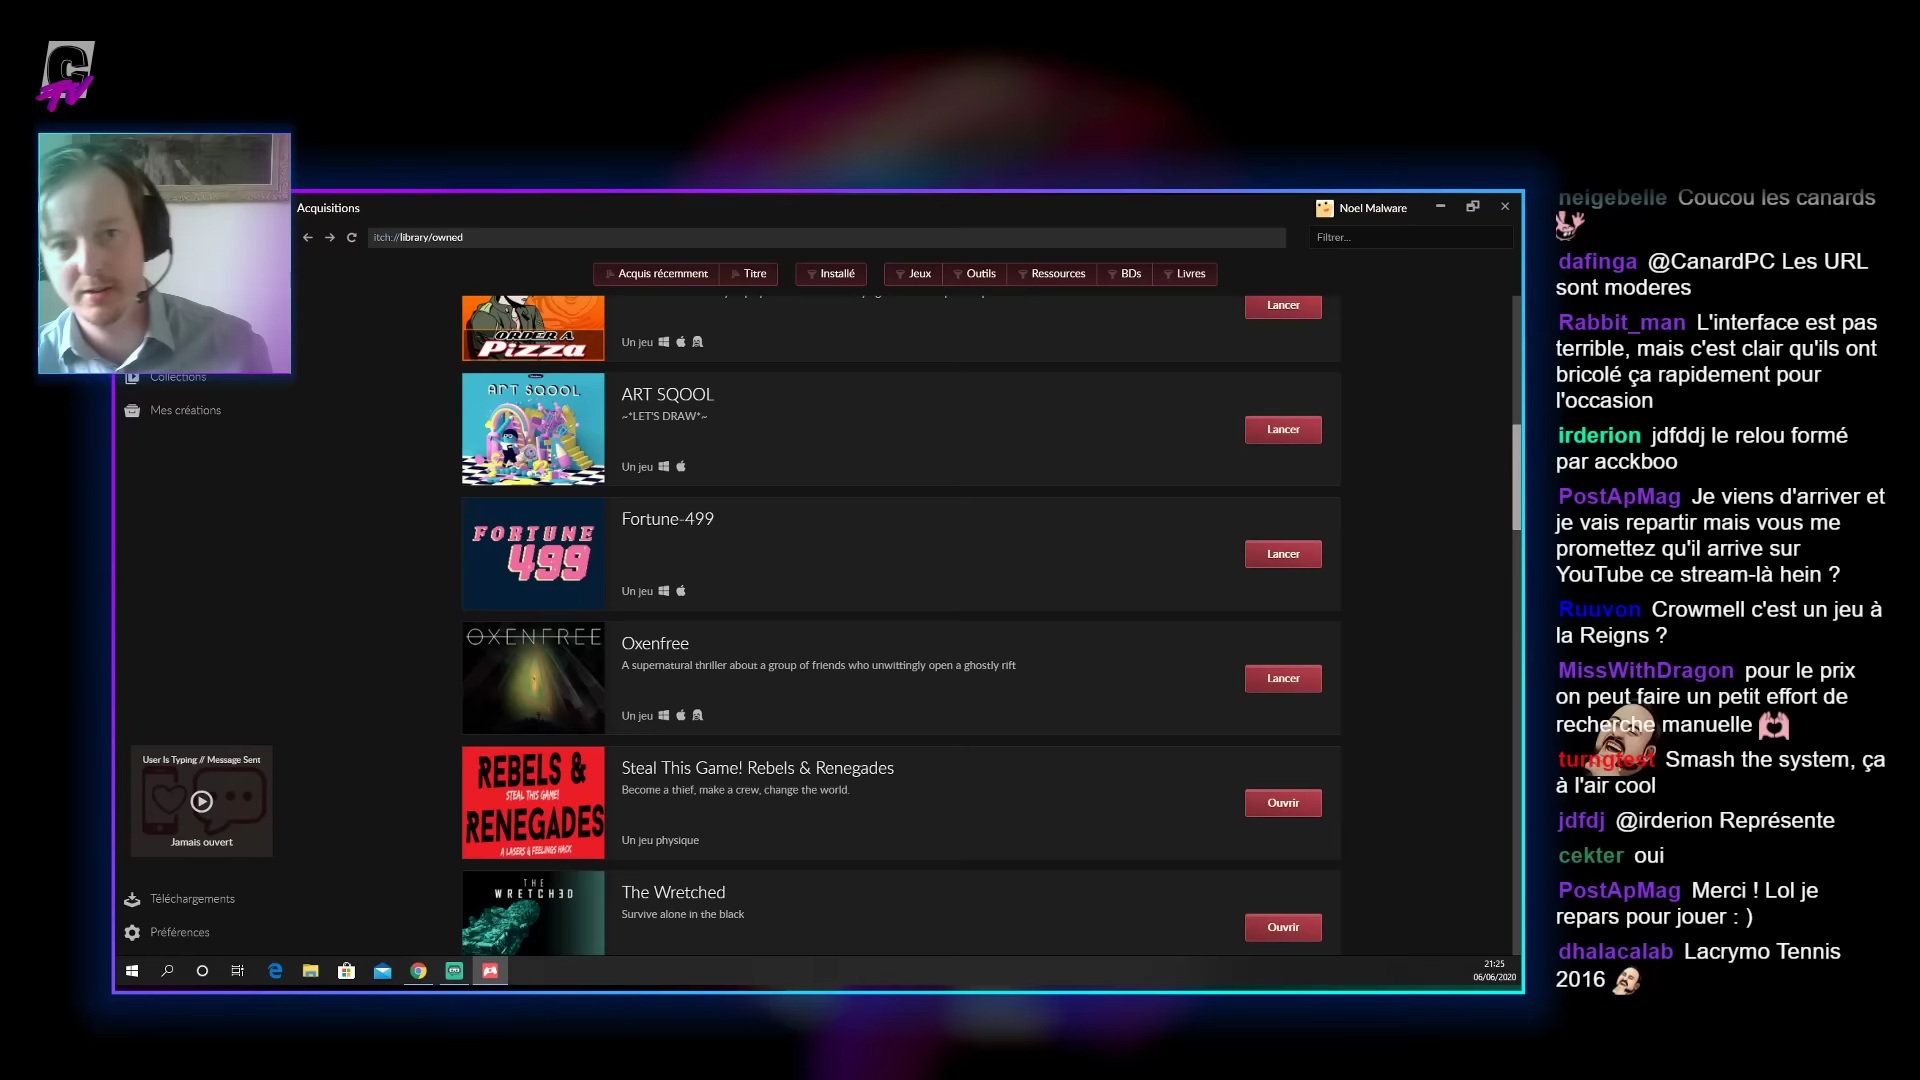 C
TV
Acquisitions
Noel Malware
itch://library/owned
Filtrer...
Acquis récemment
Titre
Installé
Jeux
Outils
Ressources
BDs
Livres
Collections
Mes créations
User Is Typing // Message Sent
Jamais ouvert
Téléchargements
Préférences
ORDER A
Pizza
Un jeu
Lancer
ART SQOOL
ART SQOOL
~*LET'S DRAW*~
Un jeu
Lancer
FORTUNE
499
Fortune-499
Un jeu
Lancer
OXENFREE
Oxenfree
A supernatural thriller about a group of friends who unwittingly open a ghostly rift
Un jeu
Lancer
REBELS &
STEAL THIS GAME!
RENEGADES
A LASERS & FEELINGS HACK
Steal This Game! Rebels & Renegades
Become a thief, make a crew, change the world.
Un jeu physique
Ouvrir
THE
WRETCHED
The Wretched
Survive alone in the black
Ouvrir
21:25
06/06/2020
neigebelle Coucou les canards
dafinga @CanardPC Les URL
sont moderes
Rabbit_man L'interface est pas
terrible, mais c'est clair qu'ils ont
bricolé ça rapidement pour
l'occasion
irderion jdfddj le relou formé
par acckboo
PostApMag Je viens d'arriver et
je vais repartir mais vous me
promettez qu'il arrive sur
YouTube ce stream-là hein ?
Ruuvon Crowmell c'est un jeu à
la Reigns ?
MissWithDragon pour le prix
on peut faire un petit effort de
recherche manuelle
turngfest Smash the system, ça
à l'air cool
jdfdj @irderion Représente
cekter oui
PostApMag Merci ! Lol je
repars pour jouer : )
dhalacalab Lacrymo Tennis
2016